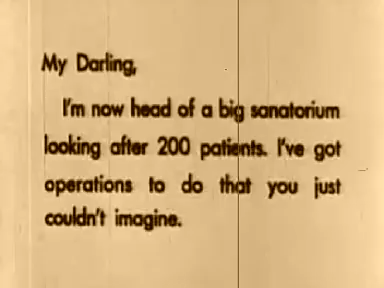 My Darling,
I'm now head of a big sanatorium
looking after 200 patients. I've got
operations to do that you just
couldn't imagine.